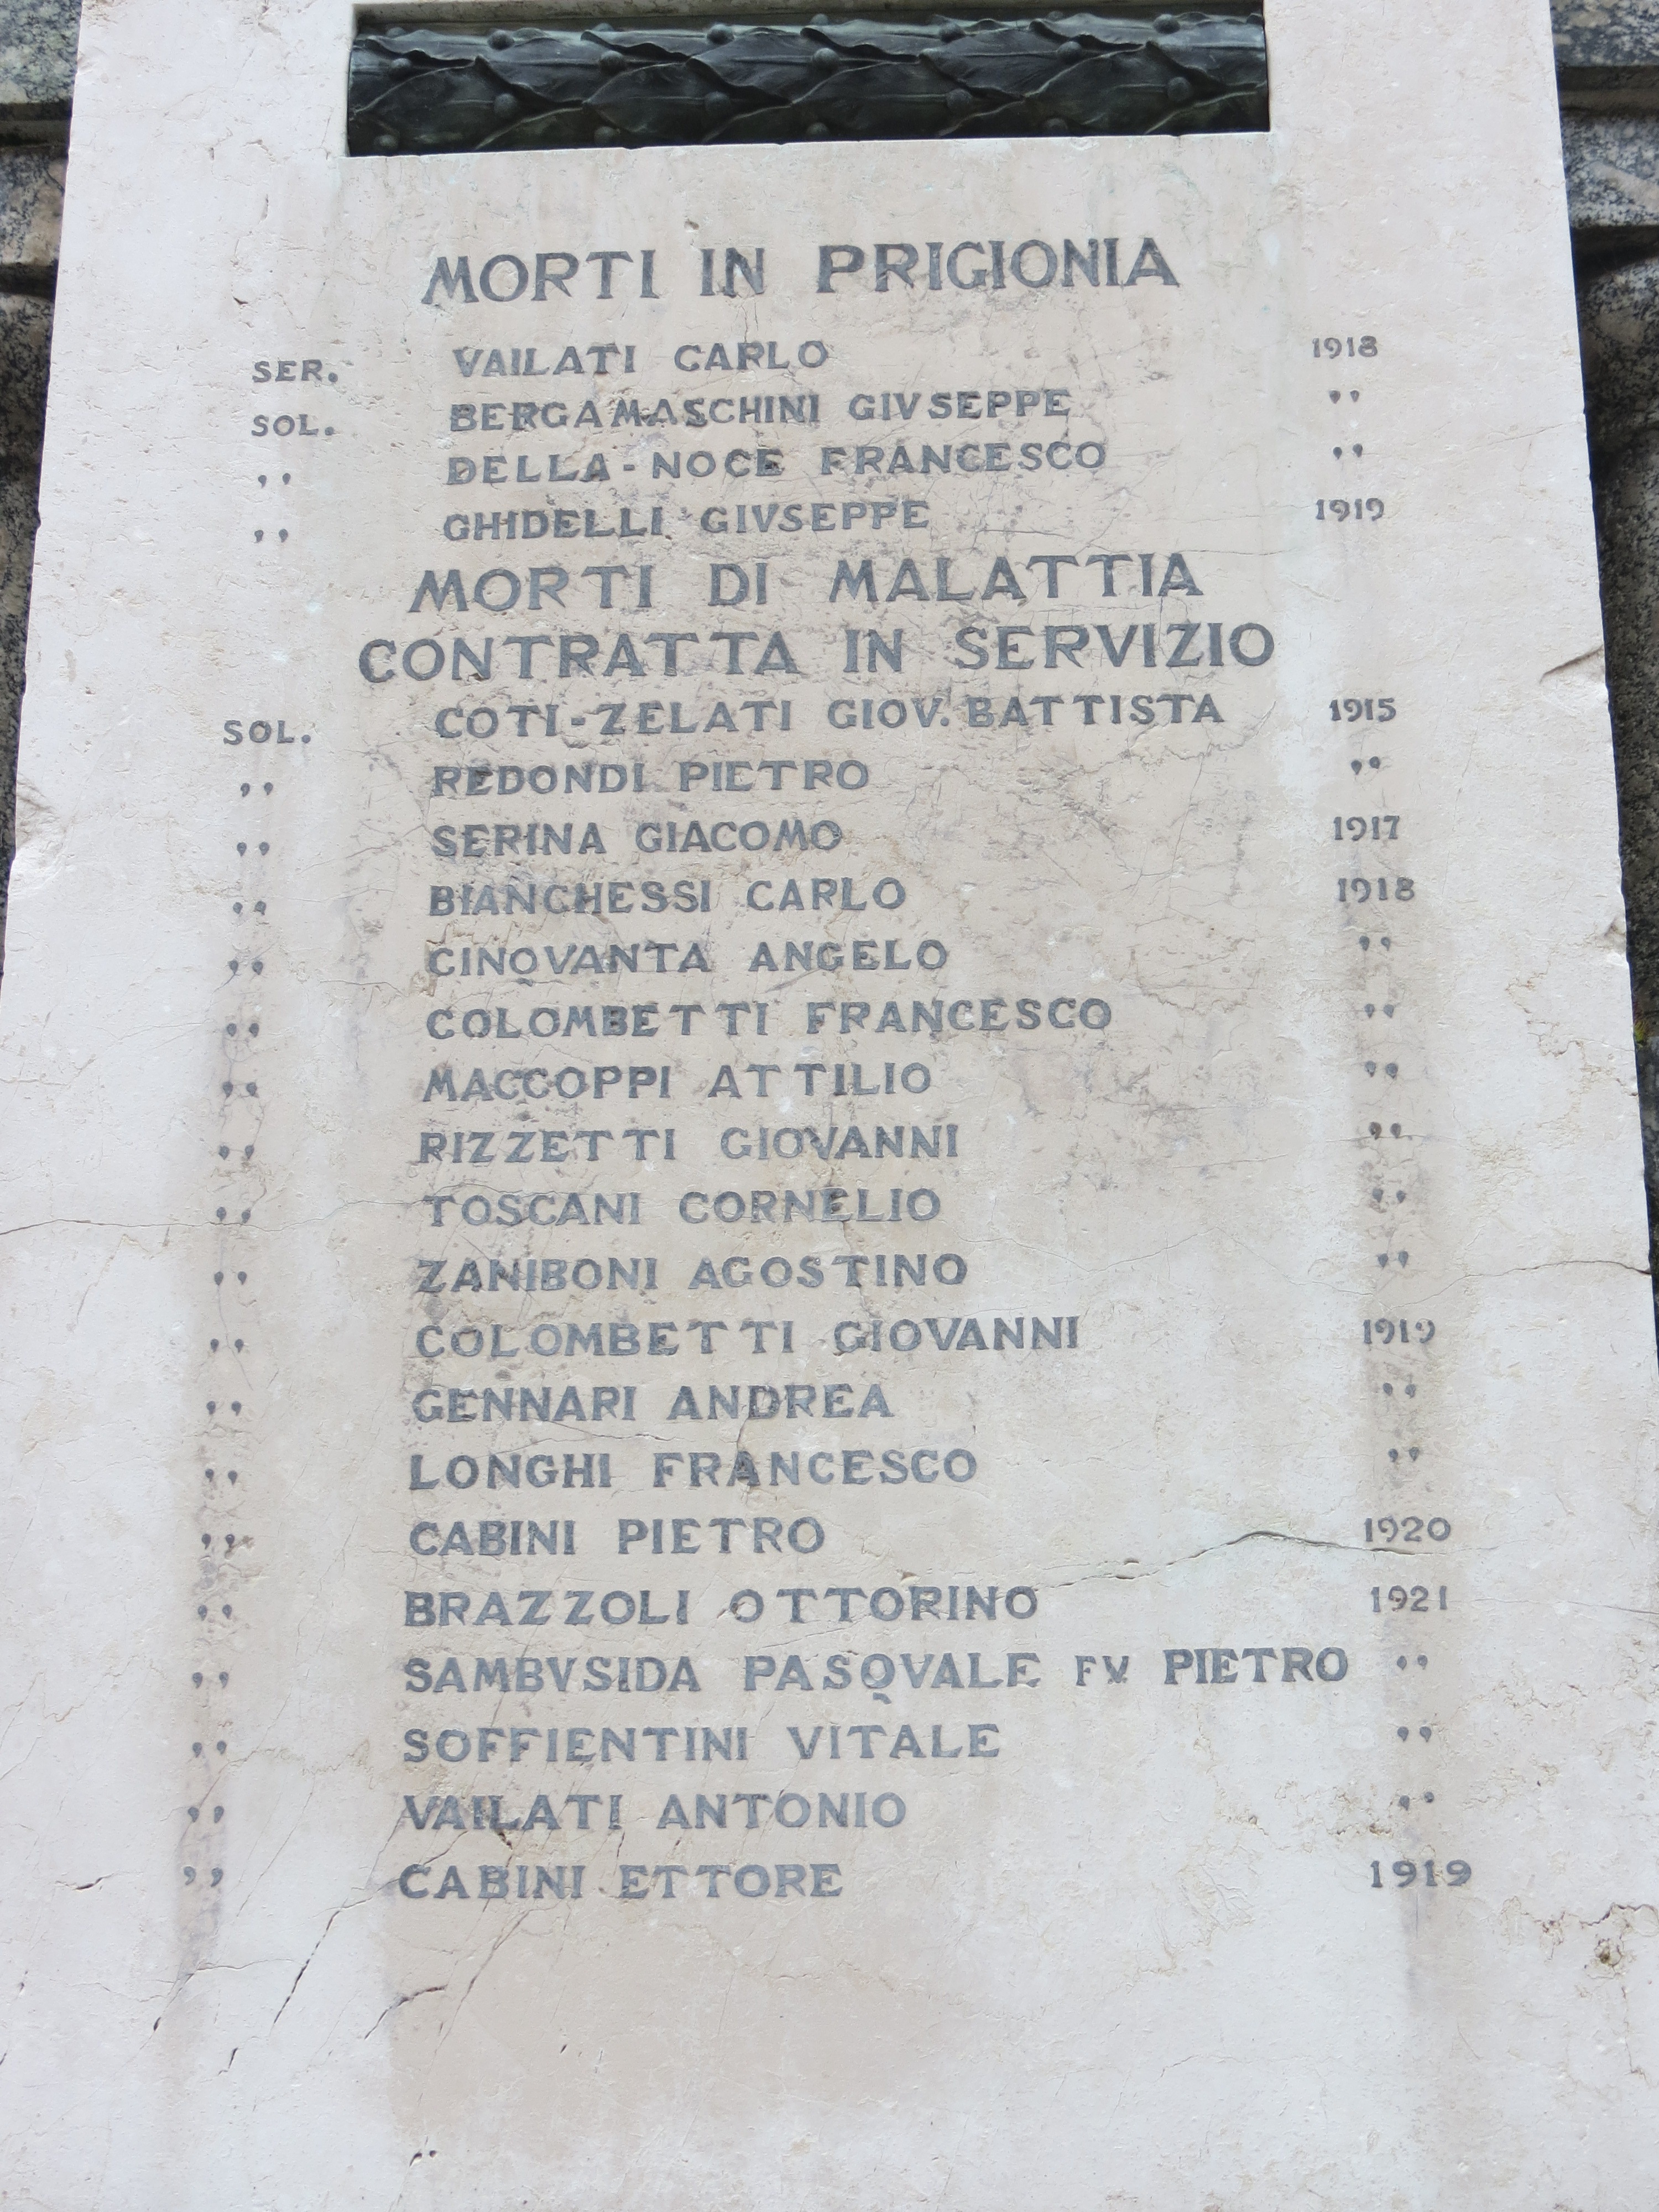 MORTI IN PRIGIONIA
SER. VAILATI CARLO 1918
SOL. BERGAMASCHINI GIVSEPPE ,,
,, DELLA-NOCE FRANCESCO ,,
,, GHIDELLI GIVSEPPE 1919
MORTI DI MALATTIA
CONTRATTA IN SERVIZIO
SOL. COTI-ZELATI GIOV. BATTISTA 1915
,, REDONDI PIETRO ,,
,, SERINA GIACOMO 1917
,, BIANCHESSI CARLO 1918
,, CINQVANTA ANGELO ,,
,, COLOMBETTI FRANCESCO ,,
,, MACCOPPI ATTILIO ,,
,, RIZZETTI GIOVANNI ,,
,, TOSCANI CORNELIO ,,
,, ZANIBONI AGOSTINO ,,
,, COLOMBETTI GIOVANNI 1919
,, GENNARI ANDREA ,,
,, LONGHI FRANCESCO ,,
,, CABINI PIETRO 1920
,, BRAZZOLI OTTORINO 1921
,, SAMBVSIDA PASQVALE FV PIETRO ,,
,, SOFFIENTINI VITALE ,,
,, VAILATI ANTONIO ,,
,, CABINI ETTORE 1919